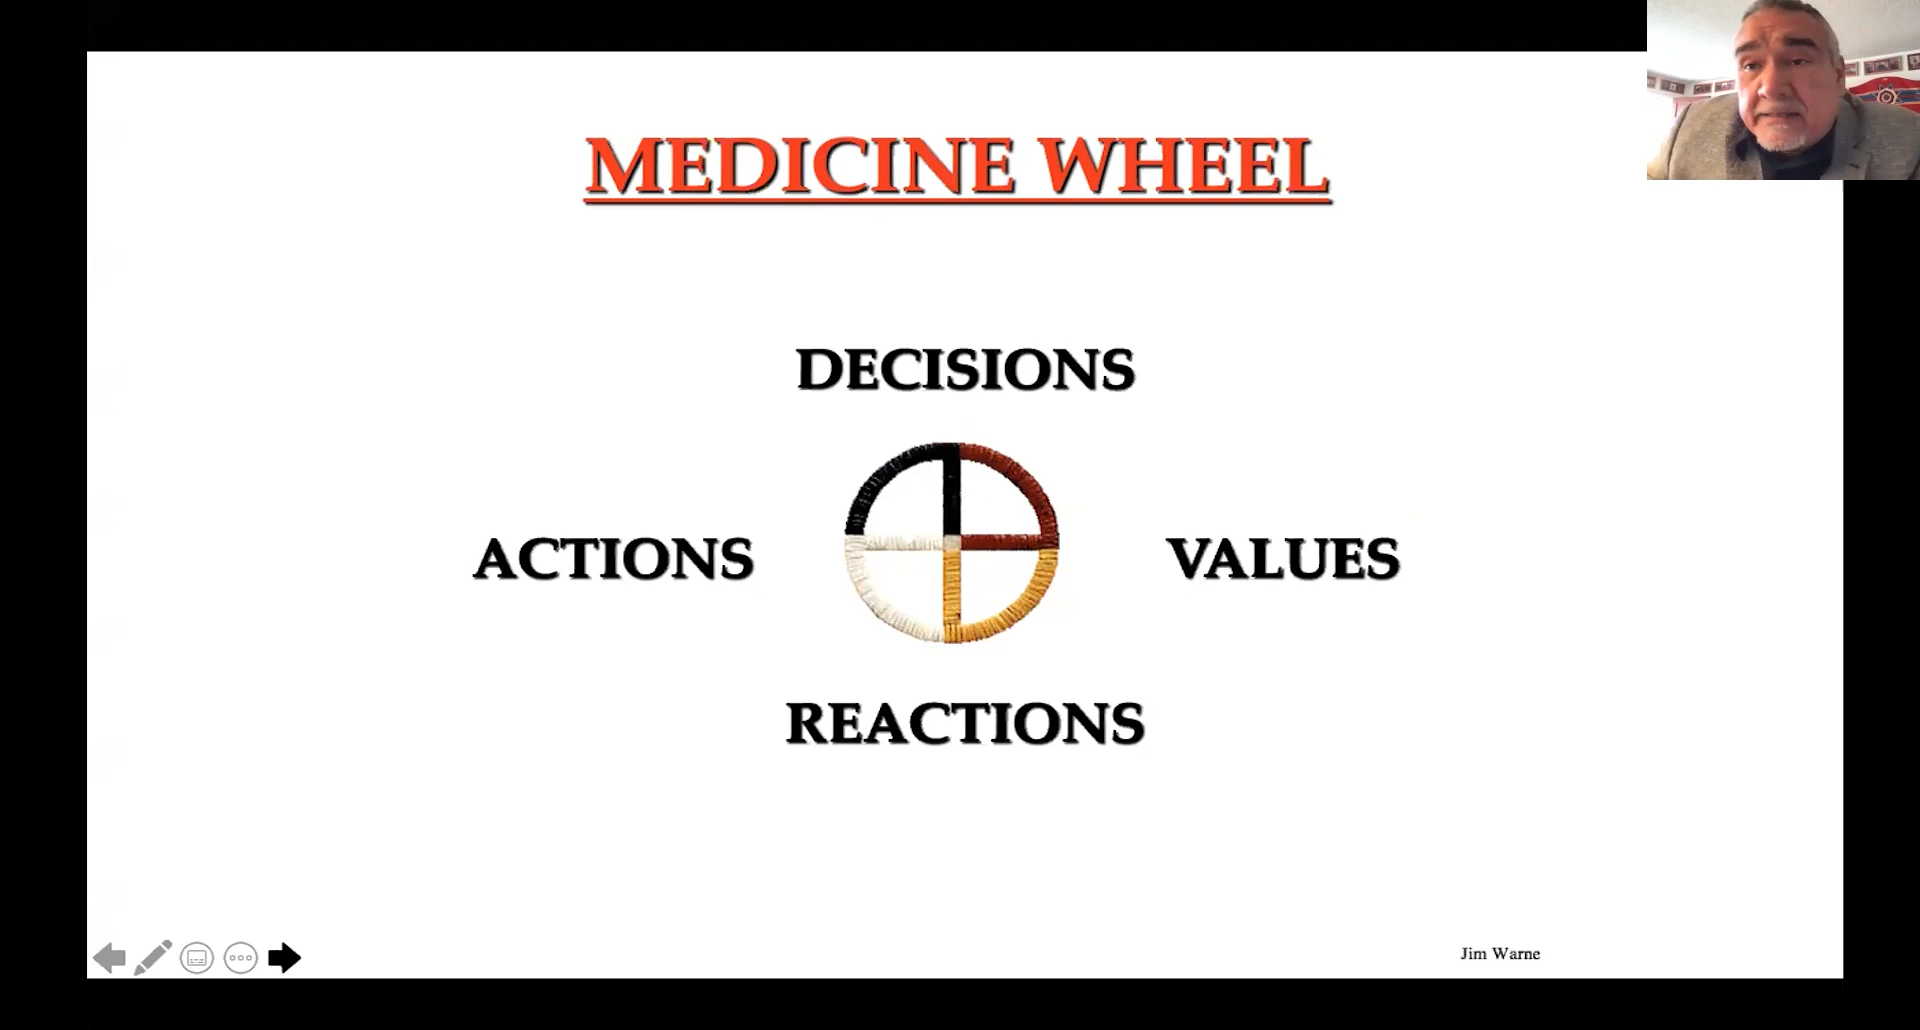 MEDICINE WHEEL
DECISIONS
ACTIONS
VALUES
REACTIONS
Jim Warne